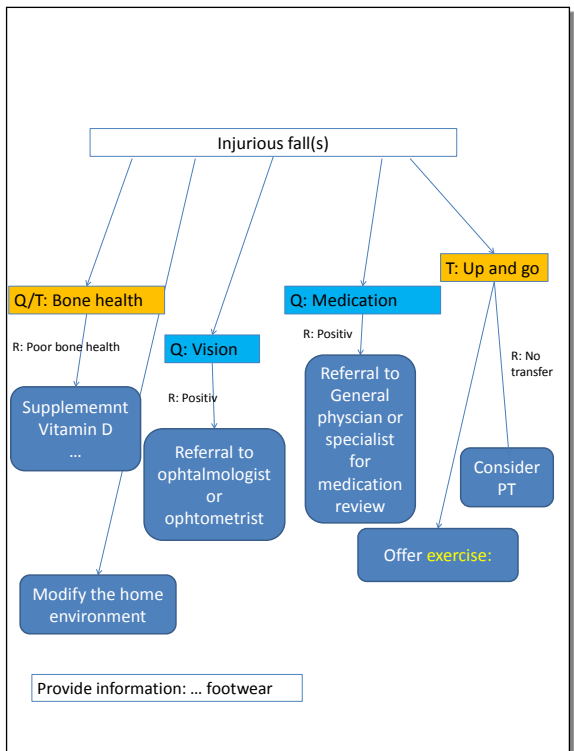 Injurious fall(s)
Q/T: Bone health
T: Up and go
Q: Medication
Q: Vision
R: Poor bone health
R: Positiv
R: No
transfer
R: Positiv
Supplememnt
Vitamin D
...
Referral to
ophtalmologist
or
ophtometrist
Referral to
General
physcian or
specialist
for
medication
review
Consider
PT
Offer exercise:
Modify the home
environment
Provide information: ... footwear